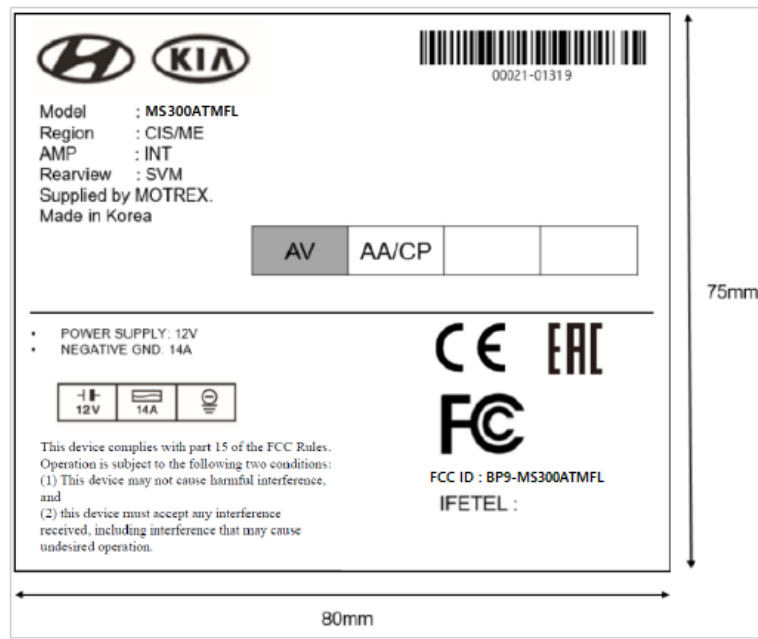 KIA
00021-01319
Model : MS300ATMFL
Region : CIS/ME
AMP : INT
Rearview : SVM
Supplied by MOTREX.
Made in Korea
AV AA/CP
75mm
• POWER SUPPLY: 12V
• NEGATIVE GND: 14A
12V 14A
CE EAC
FC
This device complies with part 15 of the FCC Rules.
Operation is subject to the following two conditions:
(1) This device may not cause harmful interference,
and
(2) this device must accept any interference
received, including interference that may cause
undesired operation.
FCC ID : BP9-MS300ATMFL
IFETEL :
80mm